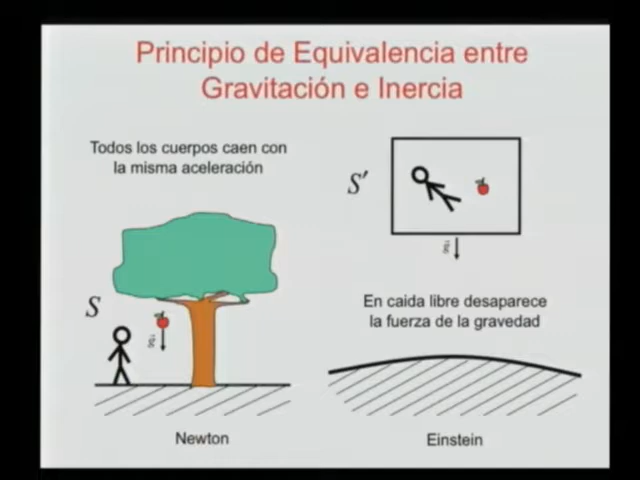 Principio de Equivalencia entre
Gravitación e Inercia
Todos los cuerpos caen con
la misma aceleración
S
Newton
S'
En caida libre desaparece
la fuerza de la gravedad
Einstein